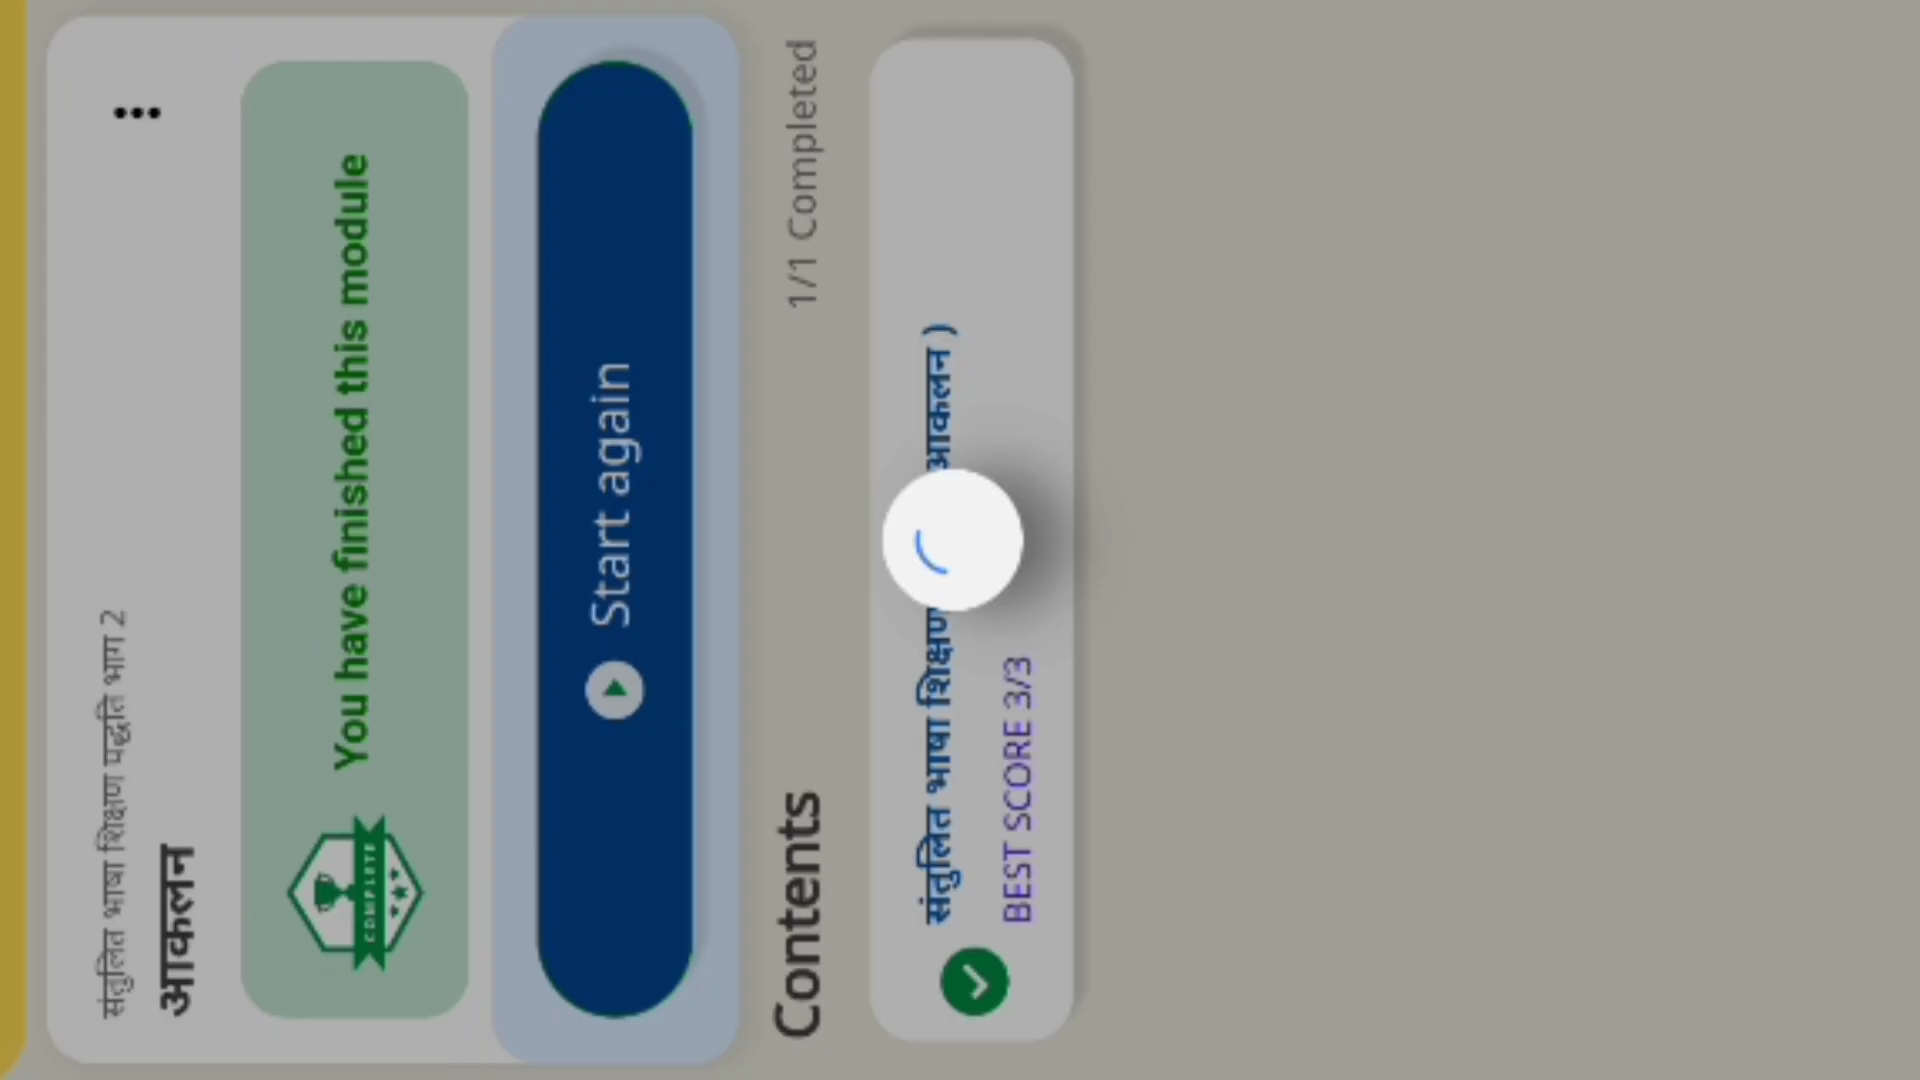 संतुलित भाषा शिक्षण पद्धति भाग 2
आकलन
COMPLETE
You have finished this module
Start again
Contents
1/1 Completed
संतुलित भाषा शिक्षण आकलन )
BEST SCORE 3/3